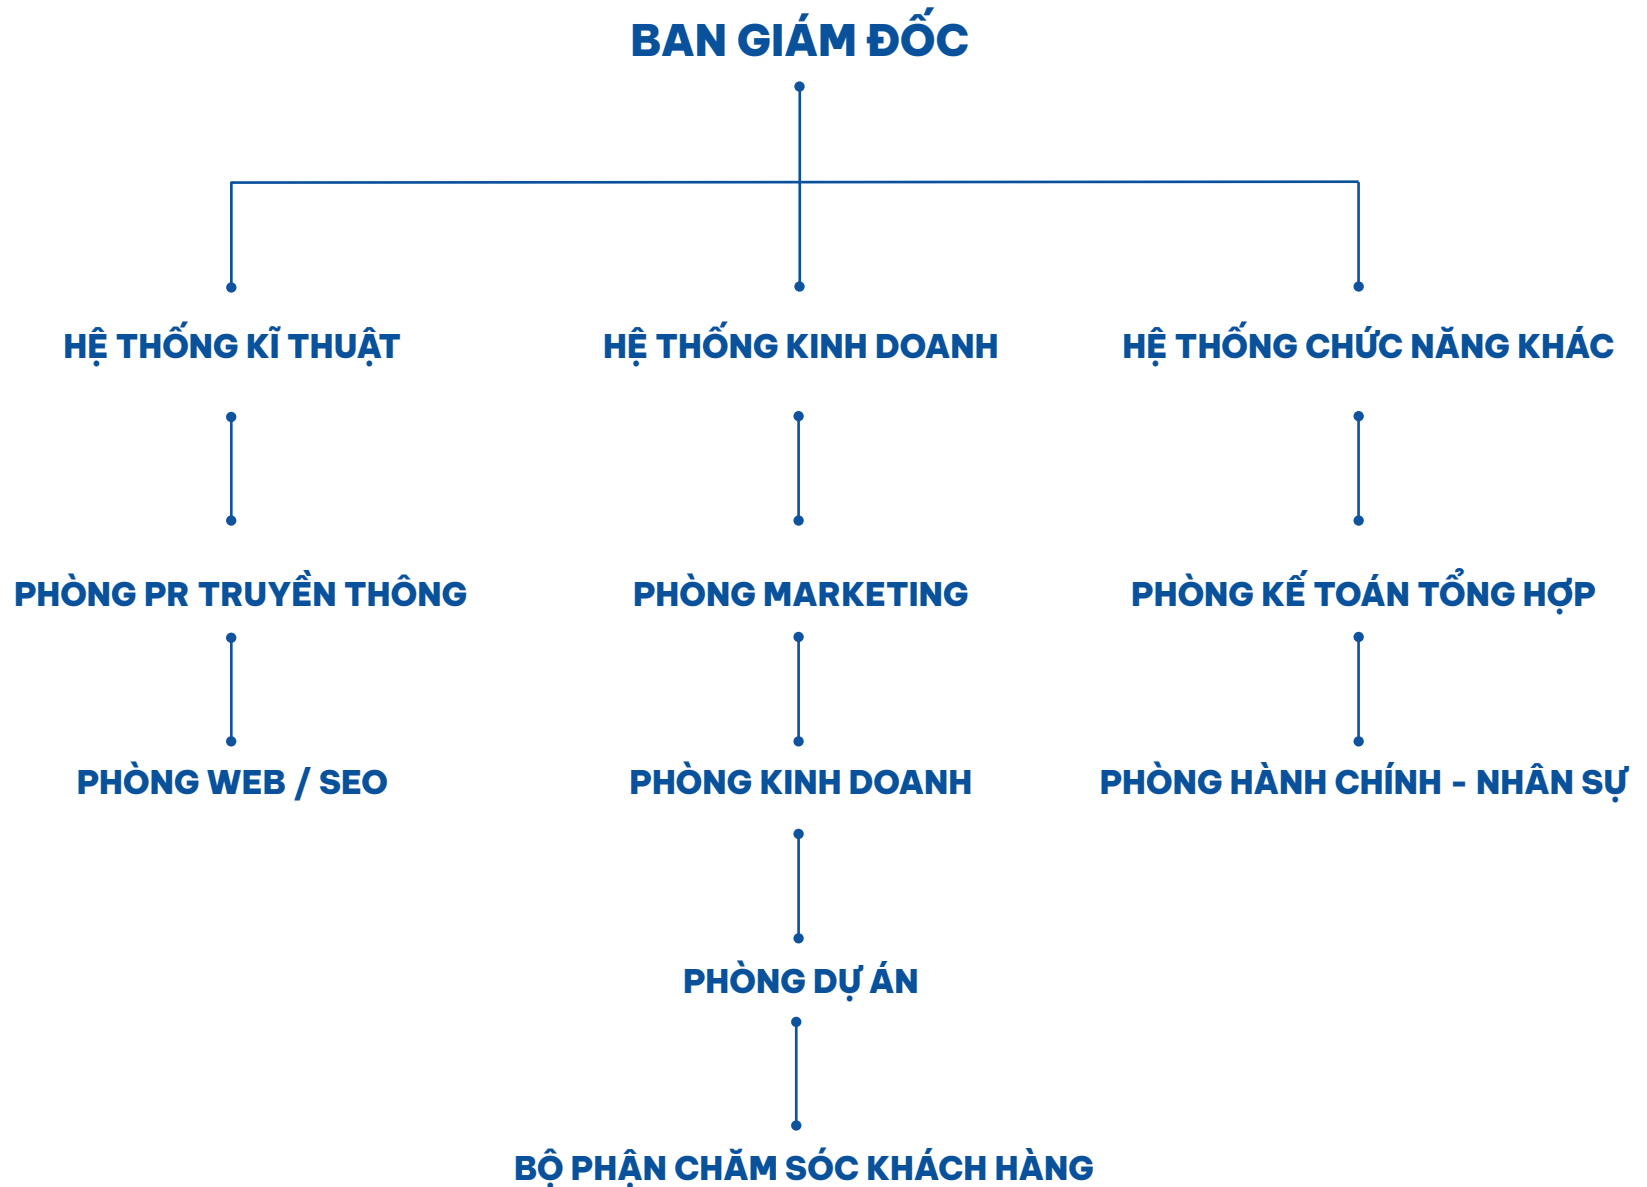 BAN GIÁM ĐỐC
HỆ THỐNG KĨ THUẬT
HỆ THỐNG KINH DOANH
HỆ THỐNG CHỨC NĂNG KHÁC
PHÒNG PR TRUYỀN THÔNG
PHÒNG MARKETING
PHÒNG KẾ TOÁN TỔNG HỢP
PHÒNG WEB / SEO
PHÒNG KINH DOANH
PHÒNG HÀNH CHÍNH - NHÂN SỰ
PHÒNG DỰ ÁN
BỘ PHẬN CHĂM SÓC KHÁCH HÀNG